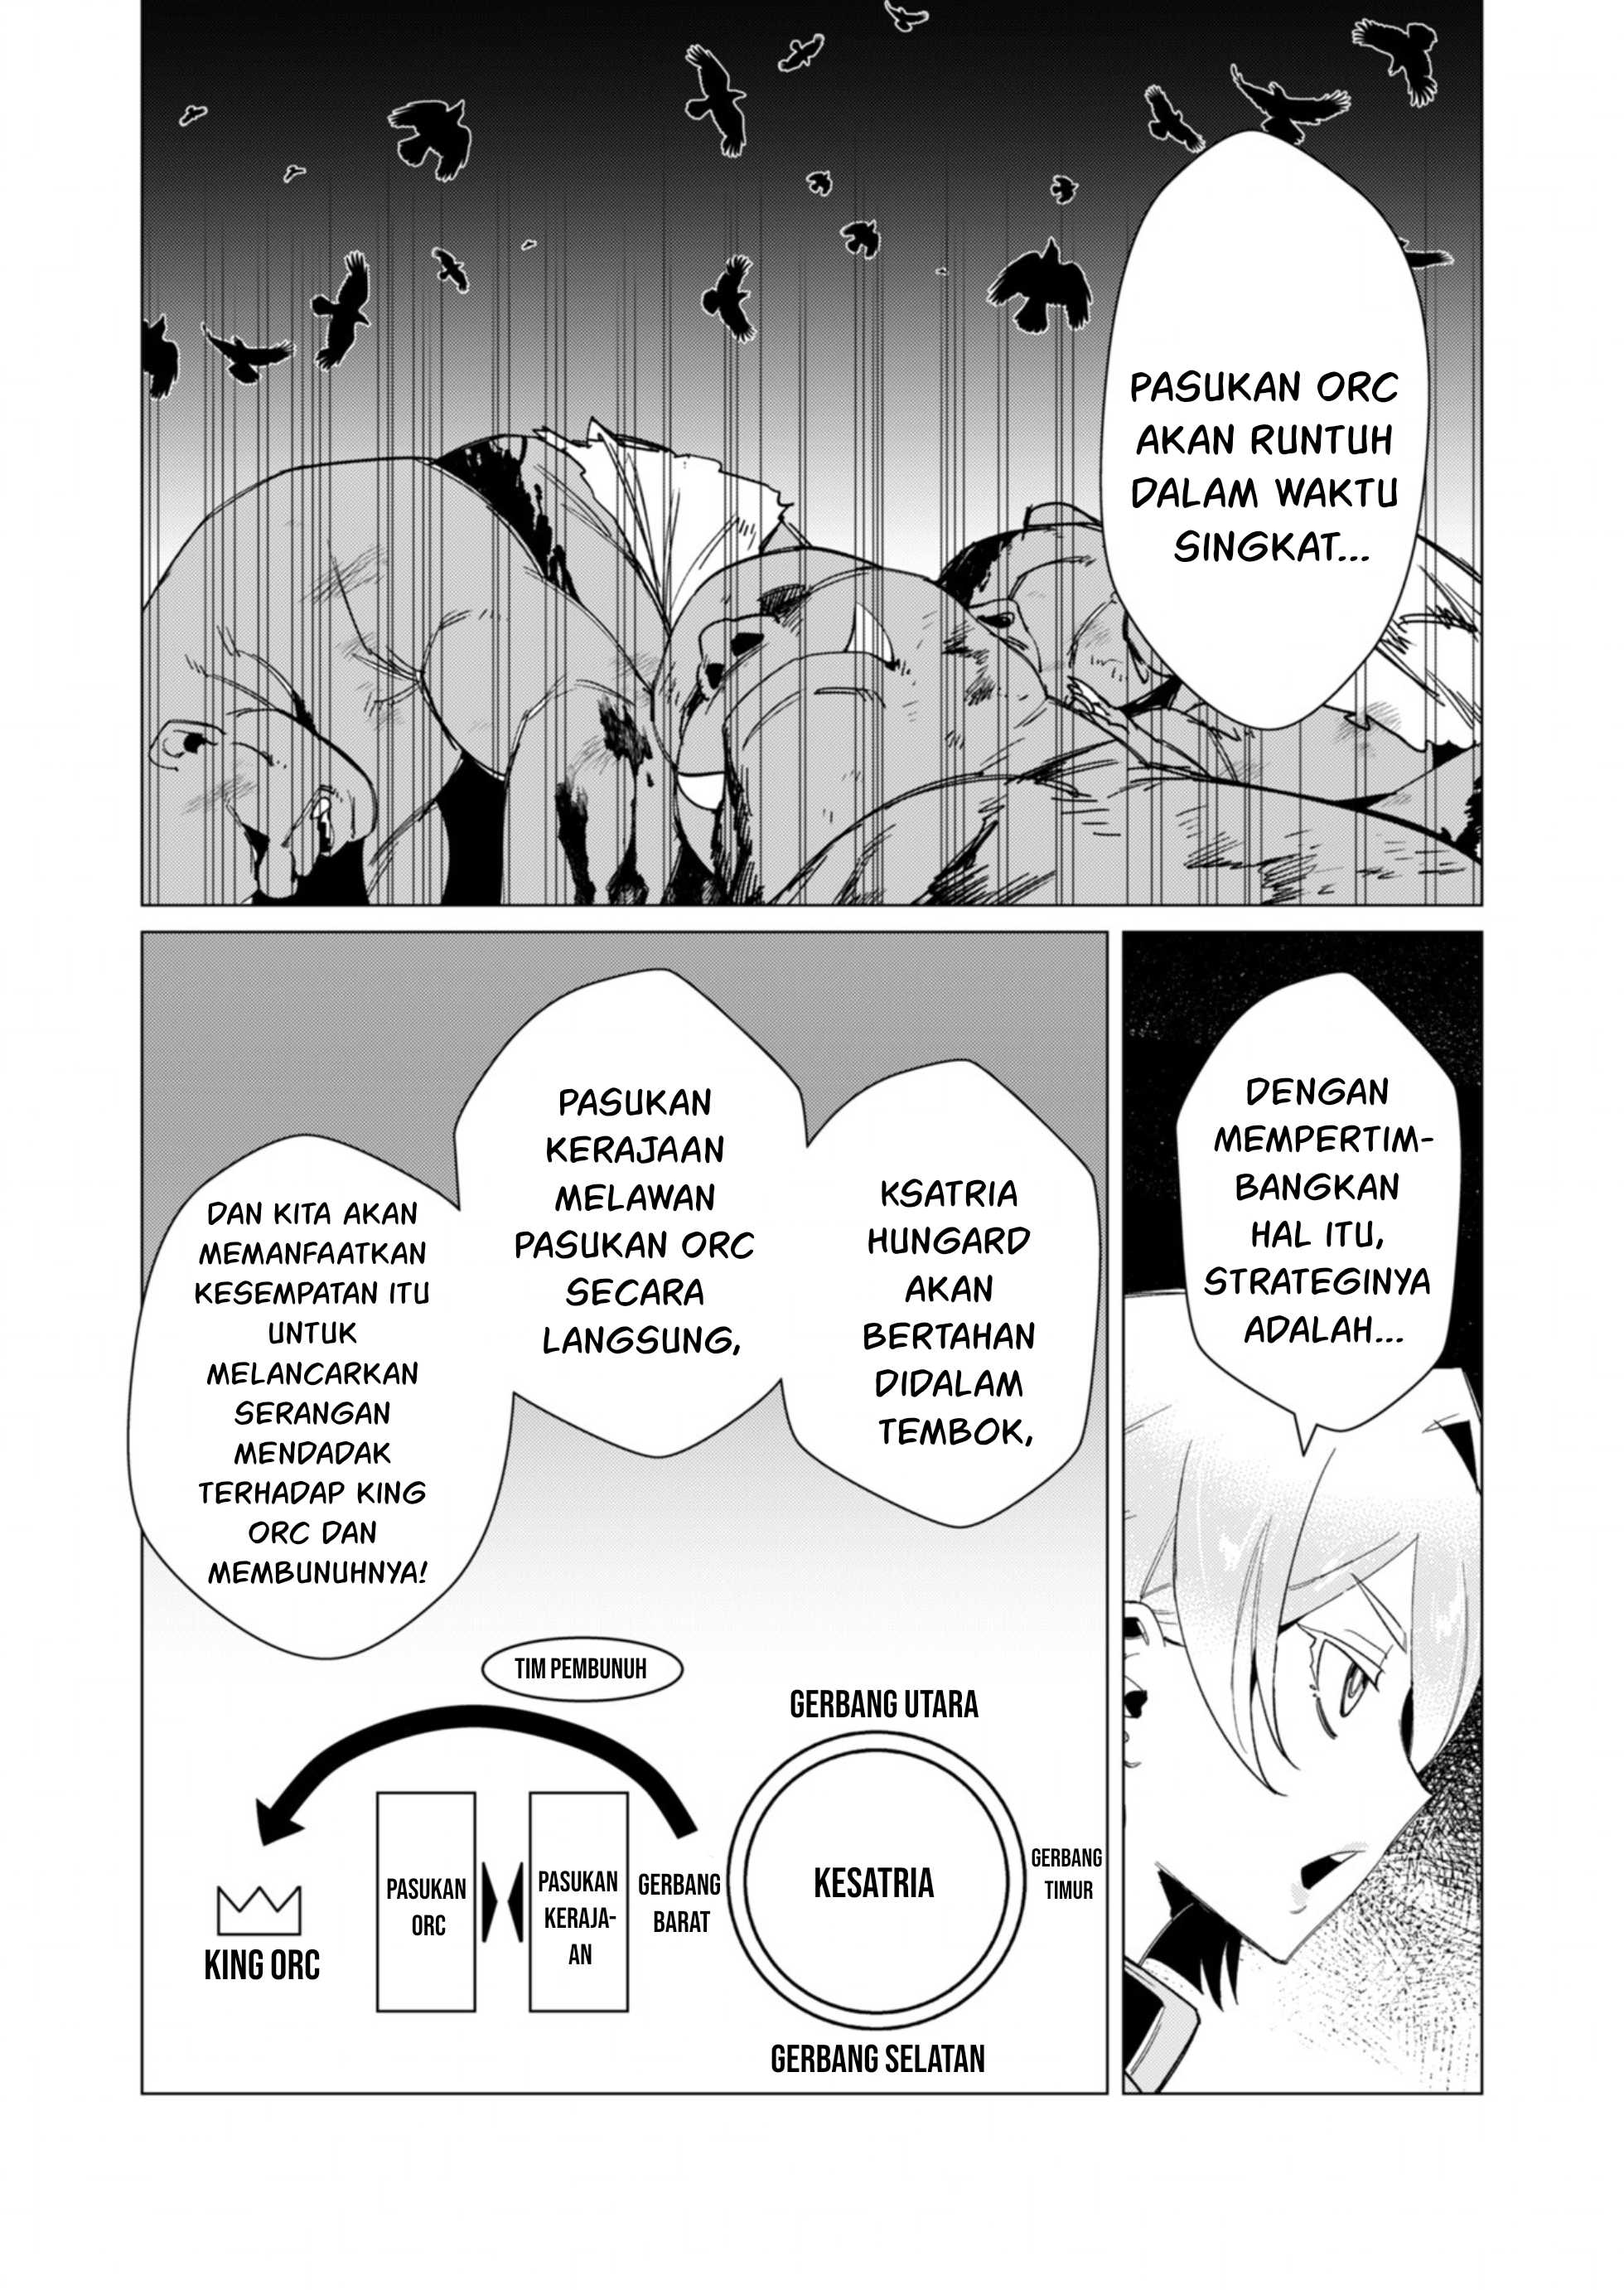 PASUKAN ORC
AKAN RUNTUH
DALAM WAKTU
SINGKAT...
DENGAN
MEMPERTIM-
BANGKAN
HAL ITU,
STRATEGINYA
ADALAH...
KSATRIA
HUNGARD
AKAN
BERTAHAN
DIDALAM
TEMBOK,
PASUKAN
KERAJAAN
MELAWAN
PASUKAN ORC
SECARA
LANGSUNG,
DAN KITA AKAN
MEMANFAATKAN
KESEMPATAN ITU
UNTUK
MELANCARKAN
SERANGAN
MENDADAK
TERHADAP KING
ORC DAN
MEMBUNUHNYA!
TIM PEMBUNUH
GERBANG UTARA
KESATRIA
GERBANG
TIMUR
GERBANG
BARAT
PASUKAN
KERAJA-
AN
PASUKAN
ORC
KING ORC
GERBANG SELATAN